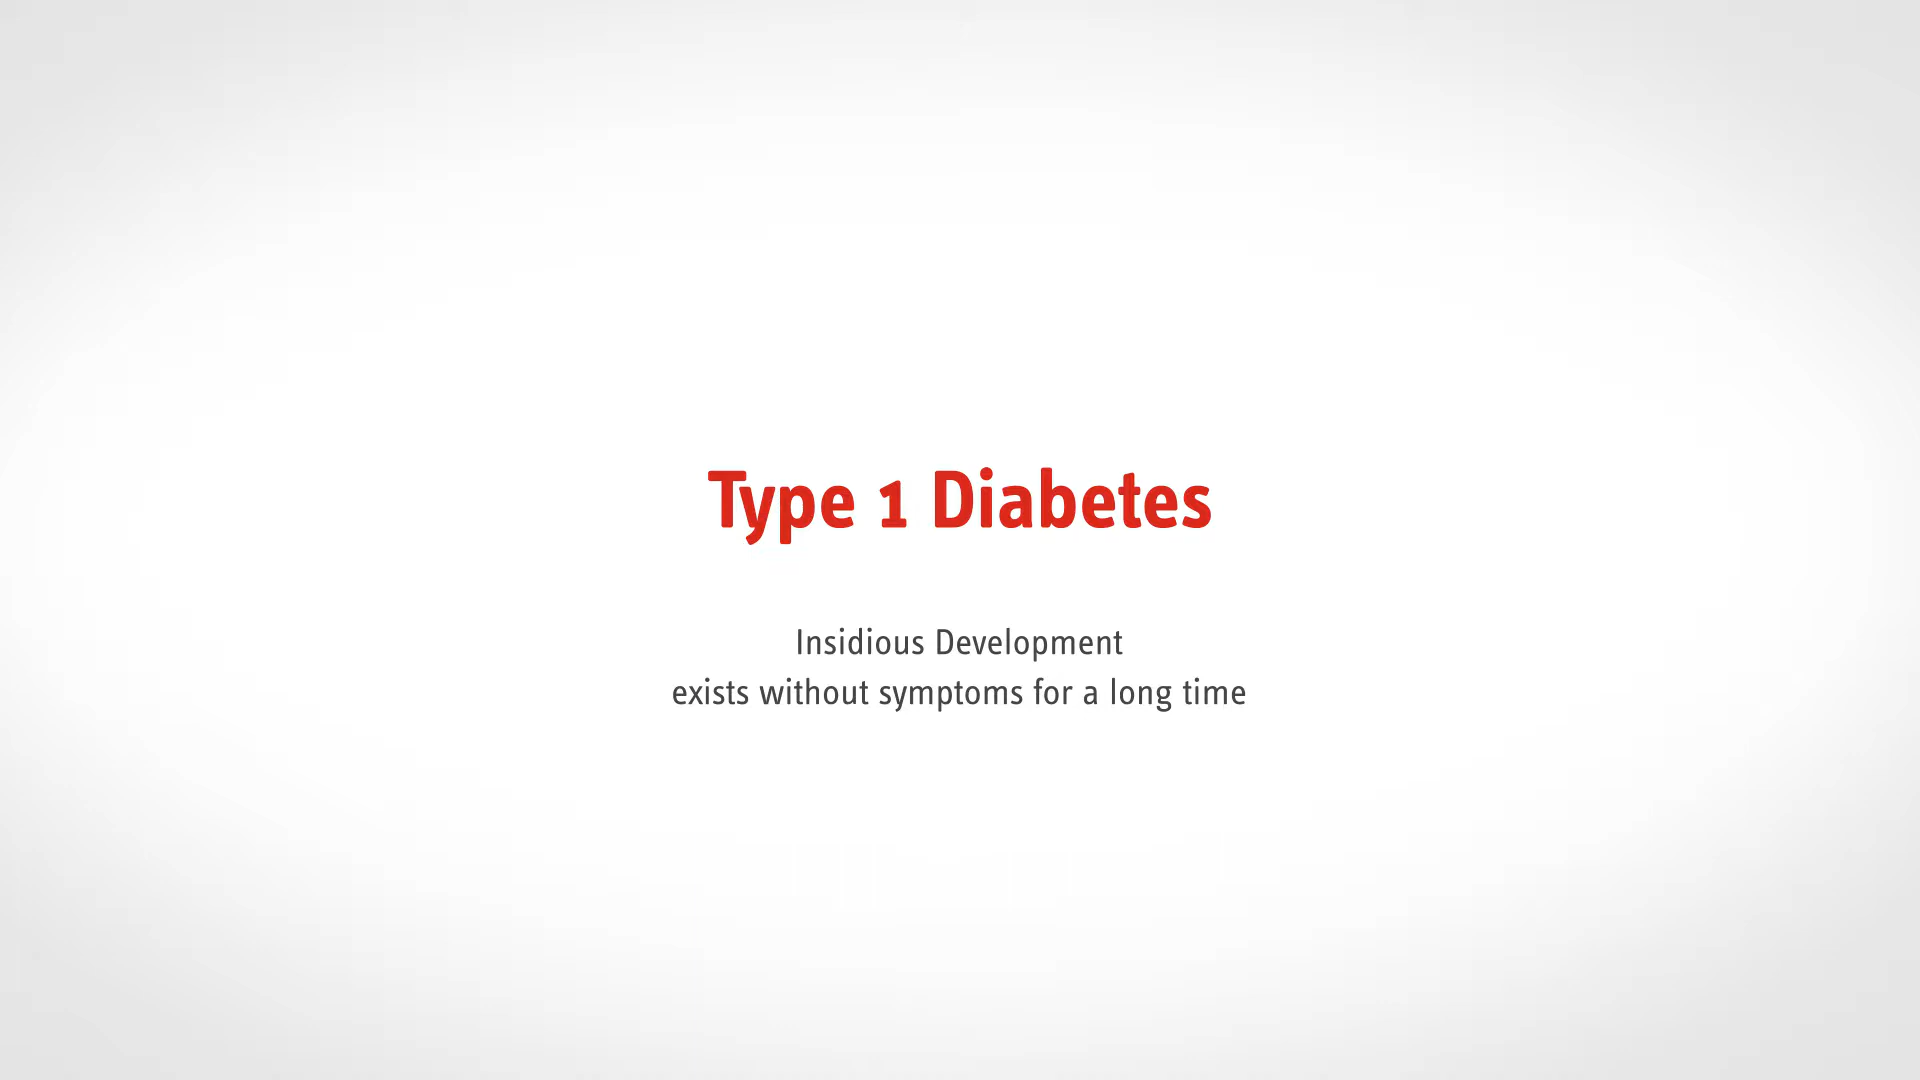 Type 1 Diabetes
Insidious Development
exists without symptoms for a long time